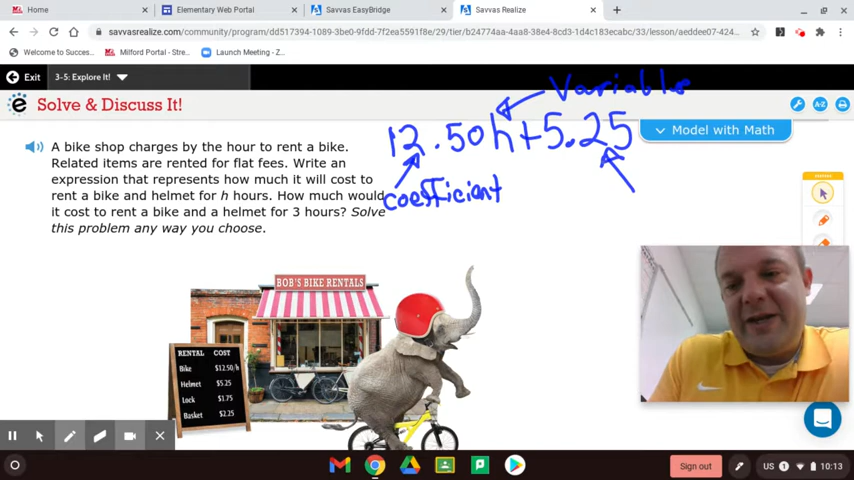 Home
Elementary Web Portal
Savvas EasyBridge
Savvas Realize
savvasrealize.com/community/program/dd517394-1089-3be0-9fdd-7f2ea5591f8e/29/tier/b24774aa-4dd6-3864-8938-8cd3-1d4c183ecabc/33/lesson/aeddee07-424...
Welcome to Succes...
Milford Portal - Stre...
Launch Meeting - Z...
Exit
3-5: Explore It!
Solve & Discuss It!
Model with Math
Variables
12.50h+5.25
coefficient
A bike shop charges by the hour to rent a bike.
Related items are rented for flat fees. Write an
expression that represents how much it will cost to
rent a bike and helmet for h hours. How much would
it cost to rent a bike and a helmet for 3 hours? Solve
this problem any way you choose.
BOB'S BIKE RENTALS
RENTAL COST
Bike $12.50/h
Helmet $5.25
Lock $1.75
Basket $2.25
Sign out
US
1
10:13